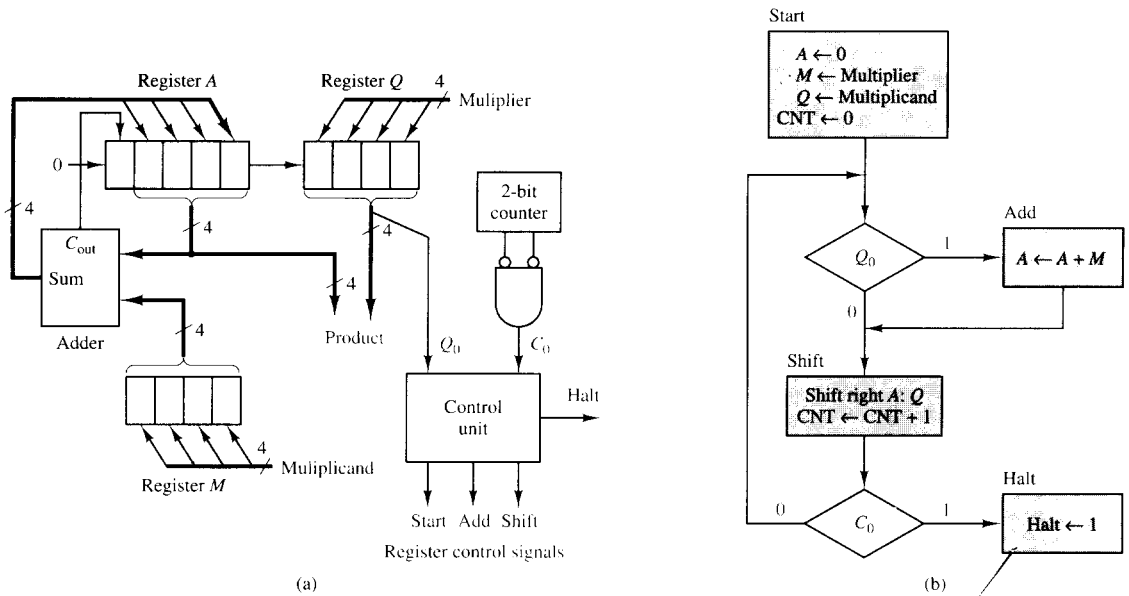 Register A
Register Q
4
Muliplier
0
4
C_out
Sum
Adder
4
4
4
4
Product
2-bit
counter
Q_0
C_0
Control
unit
Halt
4
Muliplicand
Register M
Start Add Shift
Register control signals
(a)
Start
A ← 0
M ← Multiplier
Q ← Multiplicand
CNT ← 0
Q_0
1
Add
A ← A + M
0
Shift
Shift right A: Q
CNT ← CNT + 1
0
C_0
1
Halt
Halt ← 1
(b)